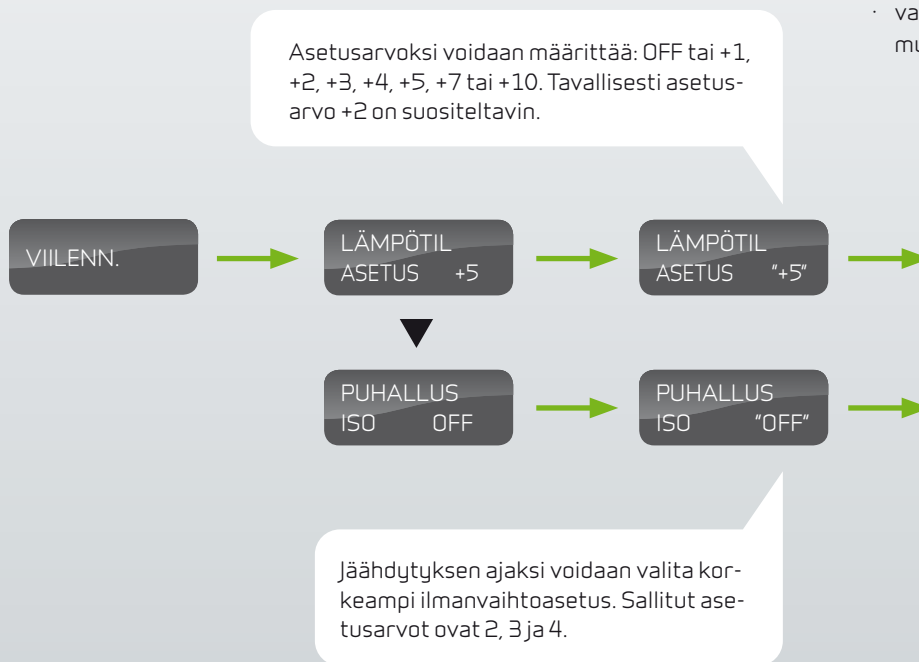 · va
mu
Asetusarvoksi voidaan määrittää: OFF tai +1,
+2, +3, +4, +5, +7 tai +10. Tavallisesti asetus-
arvo +2 on suositeltavin.
VIILENN.
LÄMPÖTIL
ASETUS +5
LÄMPÖTIL
ASETUS "+5"
PUHALLUS
ISO OFF
PUHALLUS
ISO "OFF"
Jäähdytyksen ajaksi voidaan valita kor-
keampi ilmanvaihtoasetus. Sallitut ase-
tusarvot ovat 2, 3 ja 4.